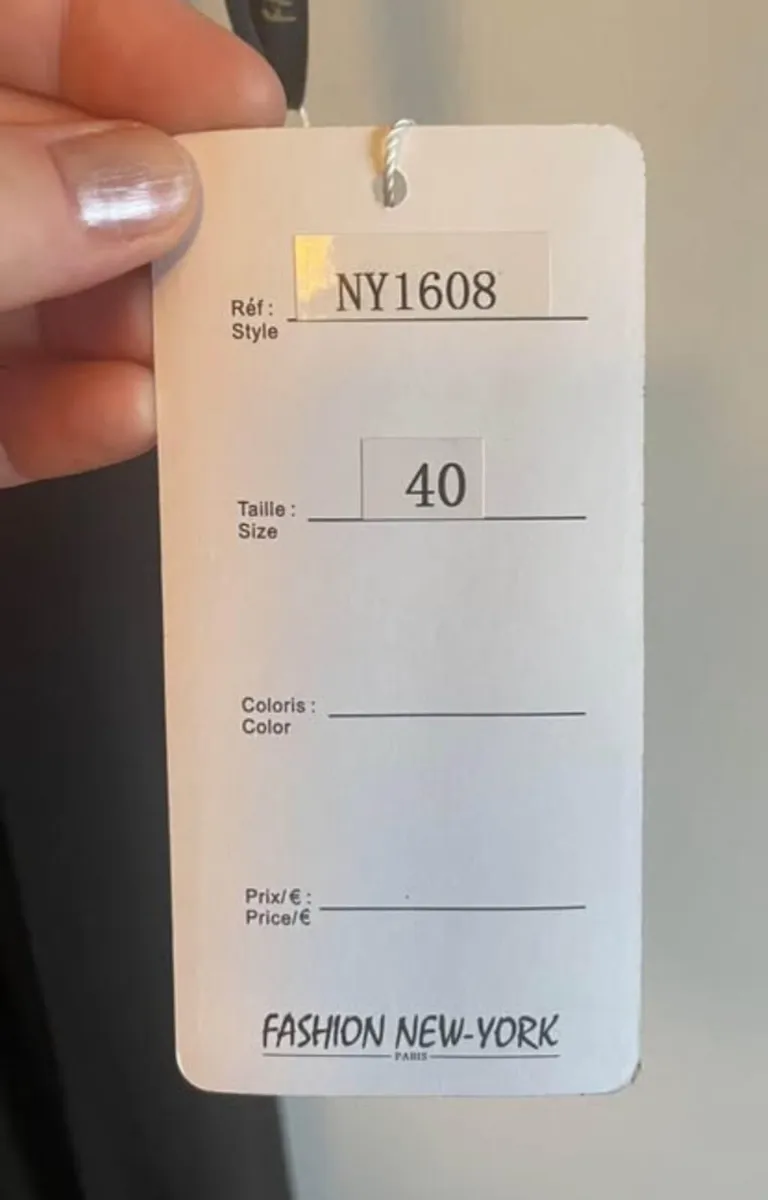 Réf :
Style
NY1608
Taille :
Size
40
Coloris :
Color
Prix/€ :
Price/€
FASHION NEW-YORK
PARIS